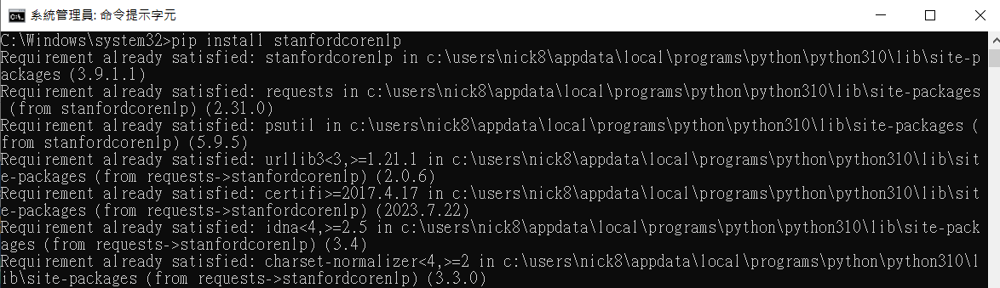 系統管理員: 命令提示字元
C:\Windows\system32>pip install stanfordcorenlp
Requirement already satisfied: stanfordcorenlp in c:\users\nick8\appdata\local\programs\python\python310\lib\site-p
ackages (3.9.1.1)
Requirement already satisfied: requests in c:\users\nick8\appdata\local\programs\python\python310\lib\site-packages
 (from stanfordcorenlp) (2.31.0)
Requirement already satisfied: psutil in c:\users\nick8\appdata\local\programs\python\python310\lib\site-packages (
from stanfordcorenlp) (5.9.5)
Requirement already satisfied: urllib3<3,>=1.21.1 in c:\users\nick8\appdata\local\programs\python\python310\lib\sit
e-packages (from requests->stanfordcorenlp) (2.0.6)
Requirement already satisfied: certifi>=2017.4.17 in c:\users\nick8\appdata\local\programs\python\python310\lib\sit
e-packages (from requests->stanfordcorenlp) (2023.7.22)
Requirement already satisfied: idna<4,>=2.5 in c:\users\nick8\appdata\local\programs\python\python310\lib\site-pack
ages (from requests->stanfordcorenlp) (3.4)
Requirement already satisfied: charset-normalizer<4,>=2 in c:\users\nick8\appdata\local\programs\python\python310\l
ib\site-packages (from requests->stanfordcorenlp) (3.3.0)